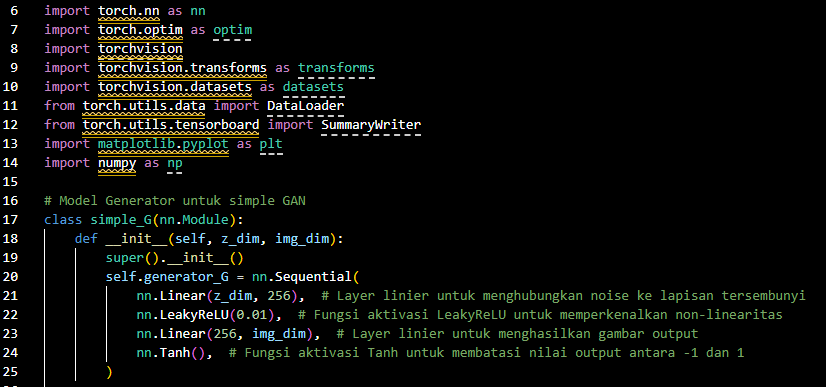 6 import torch.nn as nn
7 import torch.optim as optim
8 import torchvision
9 import torchvision.transforms as transforms
10 import torchvision.datasets as datasets
11 from torch.utils.data import DataLoader
12 from torch.utils.tensorboard import SummaryWriter
13 import matplotlib.pyplot as plt
14 import numpy as np
15
16 # Model Generator untuk simple GAN
17 class simple_G(nn.Module):
18     def __init__(self, z_dim, img_dim):
19         super().__init__()
20         self.generator_G = nn.Sequential(
21             nn.Linear(z_dim, 256),  # Layer linier untuk menghubungkan noise ke lapisan tersembunyi
22             nn.LeakyReLU(0.01),  # Fungsi aktivasi LeakyReLU untuk memperkenalkan non-linearitas
23             nn.Linear(256, img_dim),  # Layer linier untuk menghasilkan gambar output
24             nn.Tanh(),  # Fungsi aktivasi Tanh untuk membatasi nilai output antara -1 dan 1
25         )